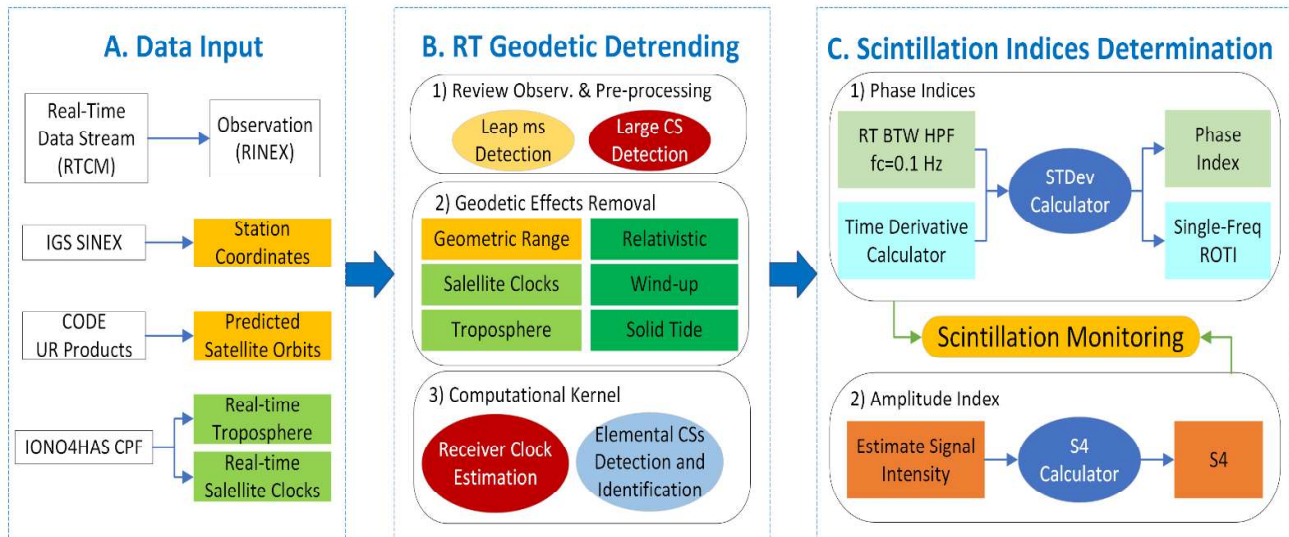 A. Data Input
Real-Time
Data Stream
(RTCM)
Observation
(RINEX)
IGS SINEX
Station
Coordinates
CODE
UR Products
Predicted
Satellite Orbits
IONO4HAS CPF
Real-time
Troposphere
Real-time
Salellite Clocks
B. RT Geodetic Detrending
1) Review Observ. & Pre-processing
Leap ms
Detection
Large CS
Detection
2) Geodetic Effects Removal
Geometric Range
Relativistic
Salellite Clocks
Wind-up
Troposphere
Solid Tide
3) Computational Kernel
Receiver Clock
Estimation
Elemental CSs
Detection and
Identification
C. Scintillation Indices Determination
1) Phase Indices
RT BTW HPF
fc=0.1 Hz
Time Derivative
Calculator
STDev
Calculator
Phase
Index
Single-Freq
ROTI
Scintillation Monitoring
2) Amplitude Index
Estimate Signal
Intensity
S4
Calculator
S4